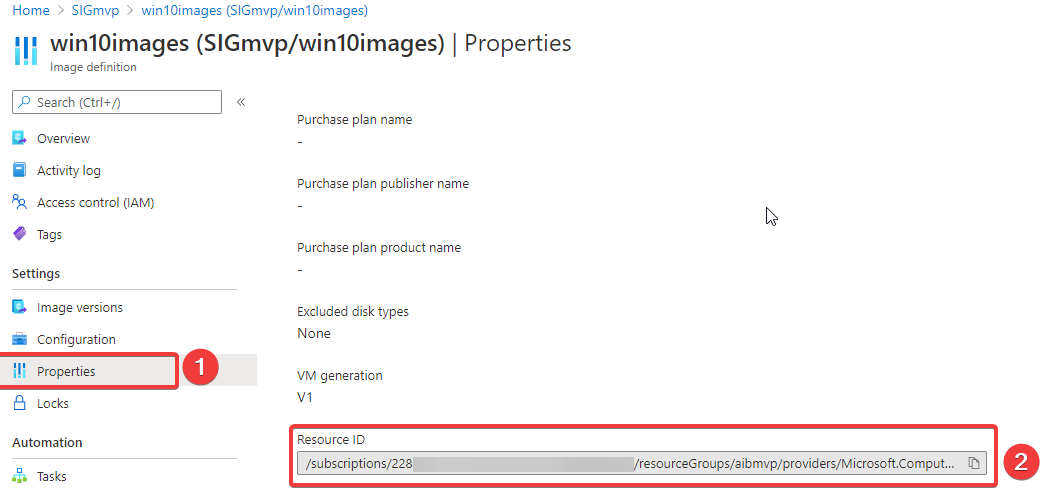 Home > SIGmvp > win10images (SIGmvp/win10images)
win10images (SIGmvp/win10images) | Properties
Image definition
Search (Ctrl+/)
«
Overview
Activity log
Access control (IAM)
Tags
Settings
Image versions
Configuration
Properties
1
Locks
Automation
Tasks
Purchase plan name
-
Purchase plan publisher name
-
Purchase plan product name
-
Excluded disk types
None
VM generation
V1
Resource ID
/subscriptions/228 /resourceGroups/aibmvp/providers/Microsoft.Comput...
2